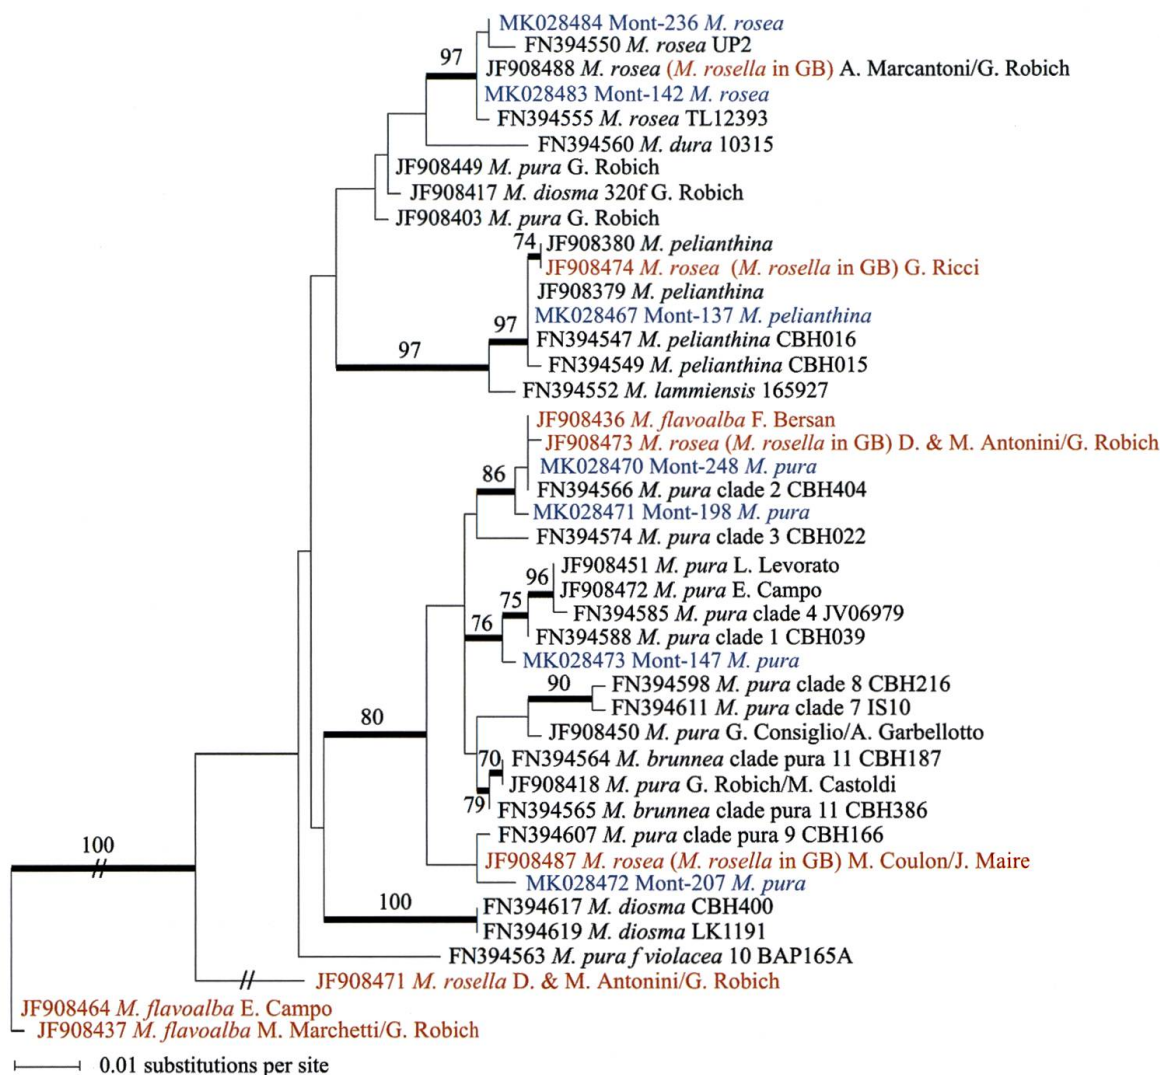 MK028484 Mont-236 M. rosea
FN394550 M. rosea UP2
97
JF908488 M. rosea (M. rosella in GB) A. Marcantoni/G. Robich
MK028483 Mont-142 M. rosea
FN394555 M. rosea TL12393
FN394560 M. dura 10315
JF908449 M. pura G. Robich
JF908417 M. diosma 320f G. Robich
JF908403 M. pura G. Robich
74
JF908380 M. pelianthina
JF908474 M. rosea (M. rosella in GB) G. Ricci
JF908379 M. pelianthina
MK028467 Mont-137 M. pelianthina
97
FN394547 M. pelianthina CBH016
97
FN394549 M. pelianthina CBH015
FN394552 M. lammiensis 165927
JF908436 M. flavoalba F. Bersan
JF908473 M. rosea (M. rosella in GB) D. & M. Antonini/G. Robich
MK028470 Mont-248 M. pura
86
FN394566 M. pura clade 2 CBH404
MK028471 Mont-198 M. pura
FN394574 M. pura clade 3 CBH022
JF908451 M. pura L. Levorato
96
JF908472 M. pura E. Campo
75
FN394585 M. pura clade 4 JV06979
76
FN394588 M. pura clade 1 CBH039
MK028473 Mont-147 M. pura
90
FN394598 M. pura clade 8 CBH216
FN394611 M. pura clade 7 IS10
80
JF908450 M. pura G. Consiglio/A. Garbellotto
70
FN394564 M. brunnea clade pura 11 CBH187
JF908418 M. pura G. Robich/M. Castoldi
79
FN394565 M. brunnea clade pura 11 CBH386
FN394607 M. pura clade pura 9 CBH166
100
JF908487 M. rosea (M. rosella in GB) M. Coulon/J. Maire
MK028472 Mont-207 M. pura
100
FN394617 M. diosma CBH400
FN394619 M. diosma LK1191
FN394563 M. pura f violacea 10 BAP165A
JF908471 M. rosella D. & M. Antonini/G. Robich
JF908464 M. flavoalba E. Campo
JF908437 M. flavoalba M. Marchetti/G. Robich
0.01 substitutions per site